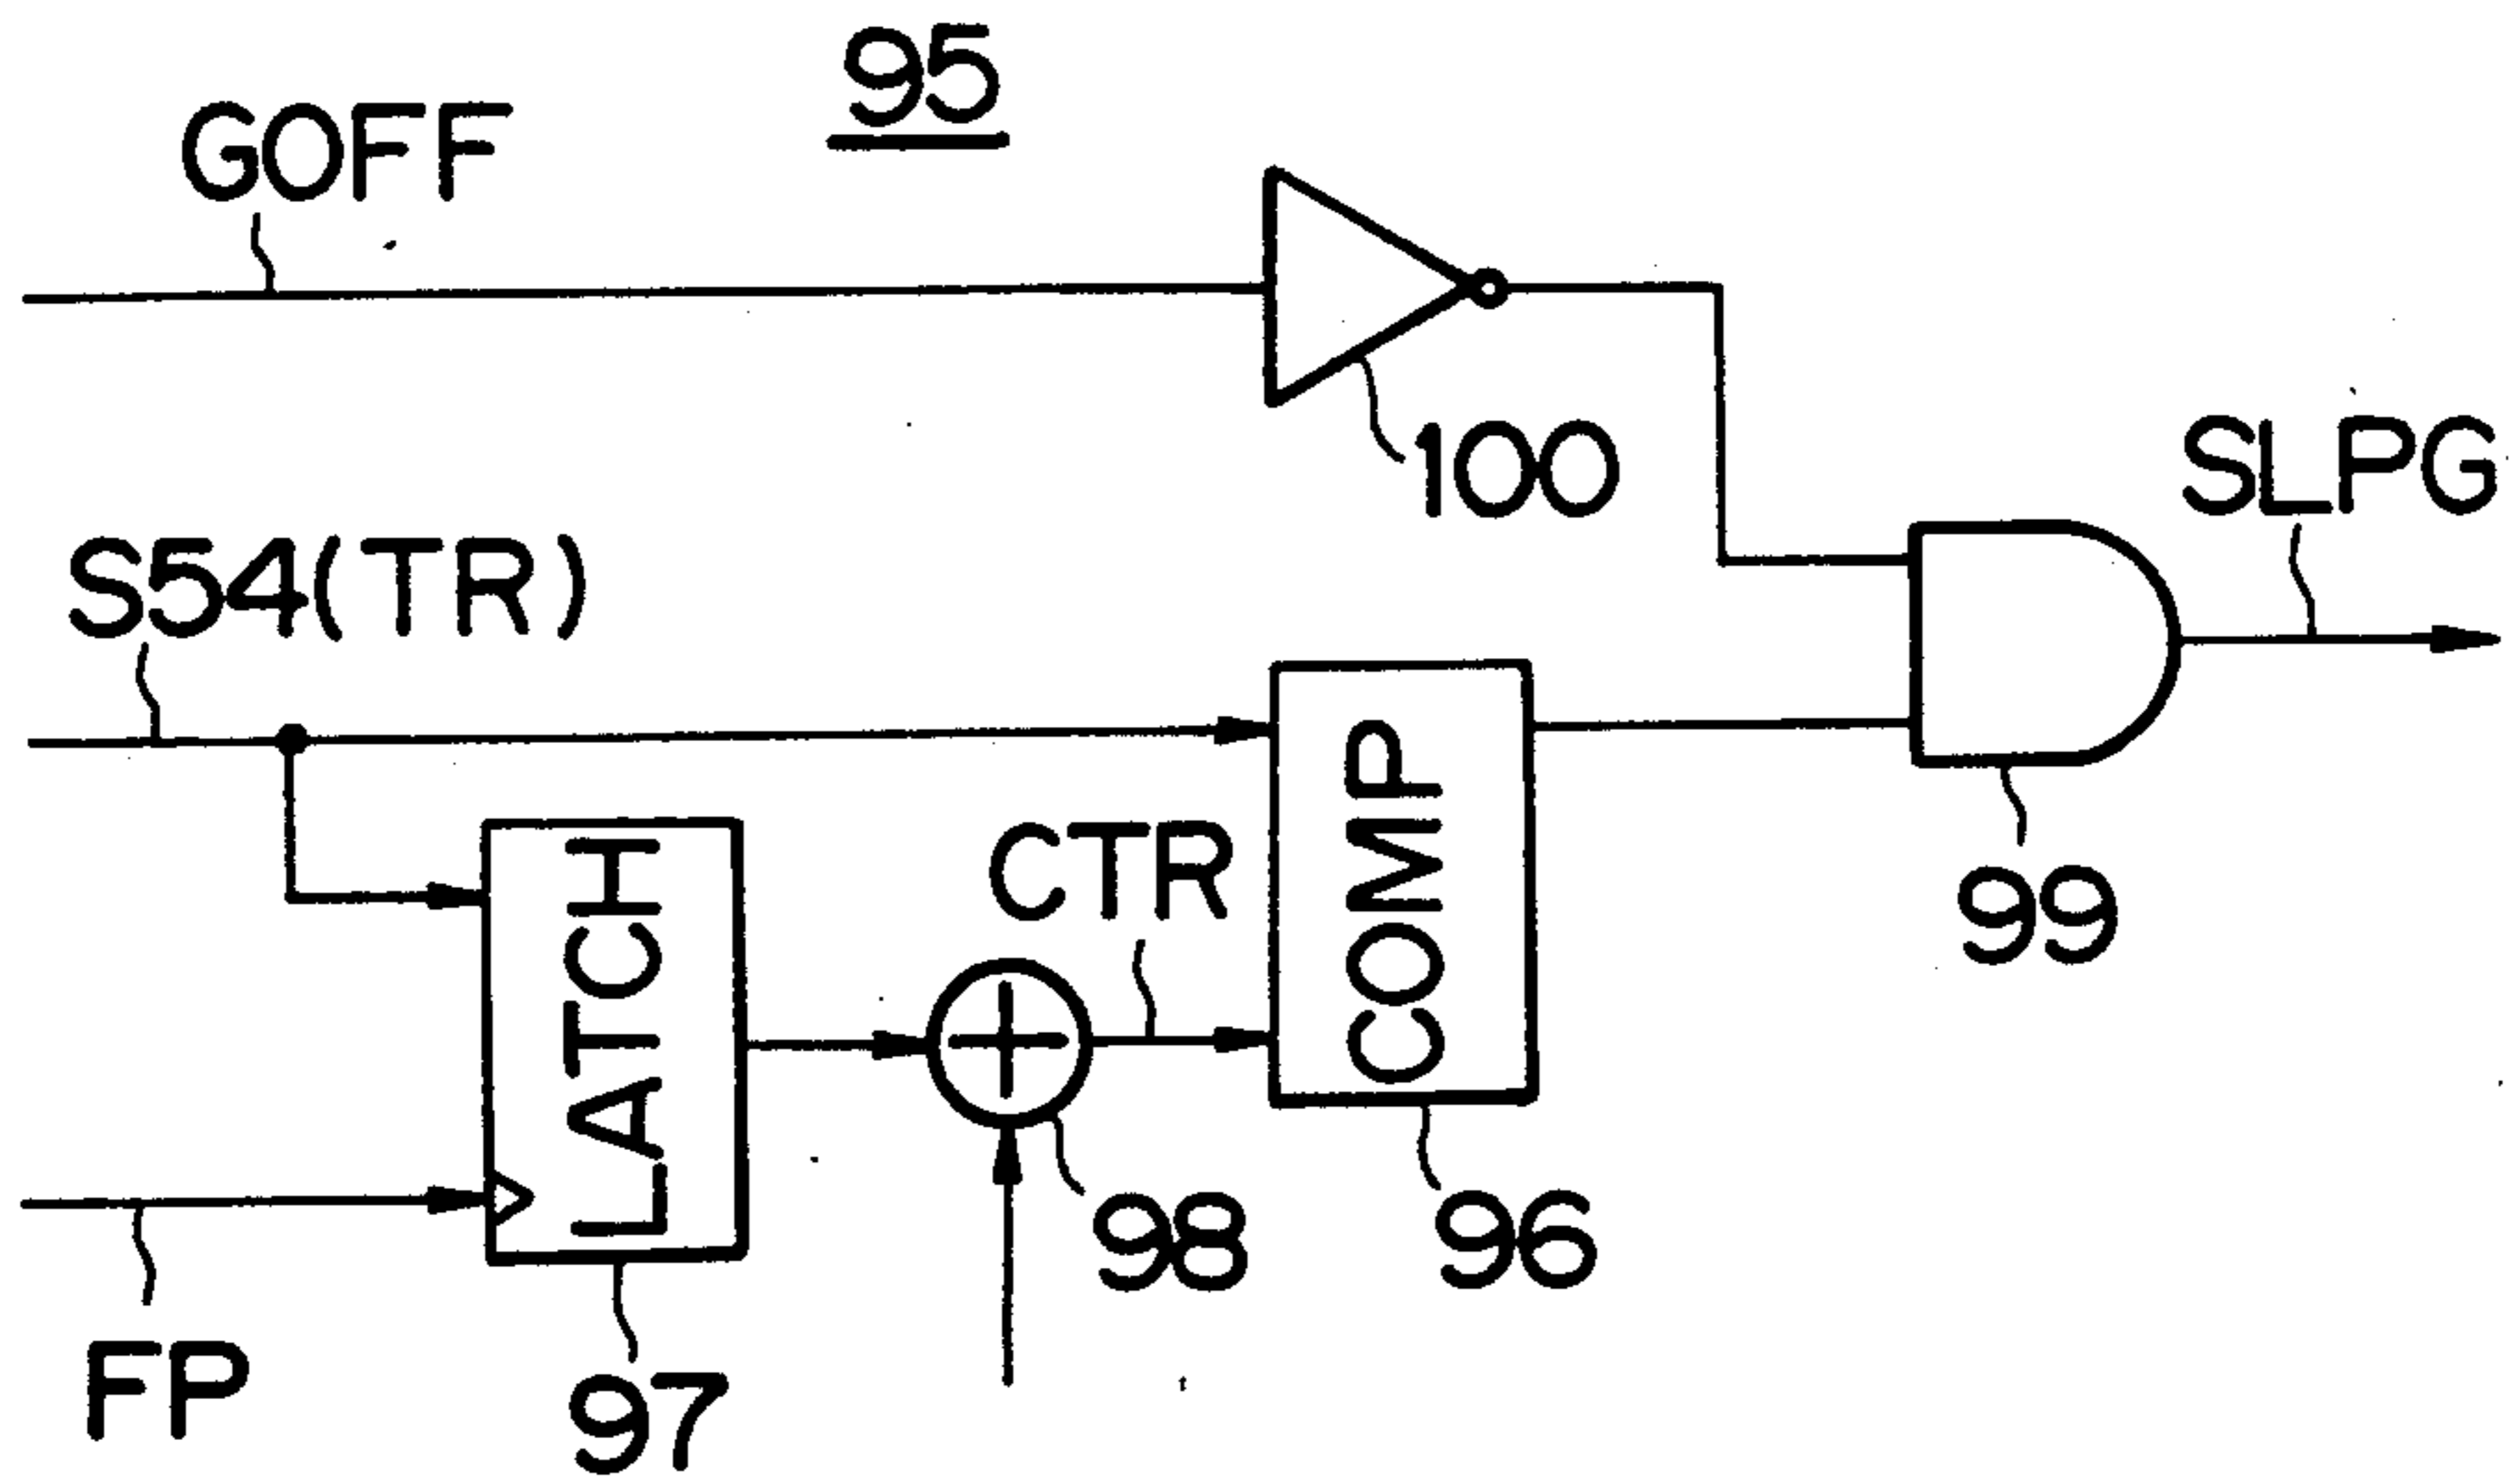 95
GOFF
100
SLPG
S54(TR)
LATCH
CTR
COMP
99
98
96
FP
97